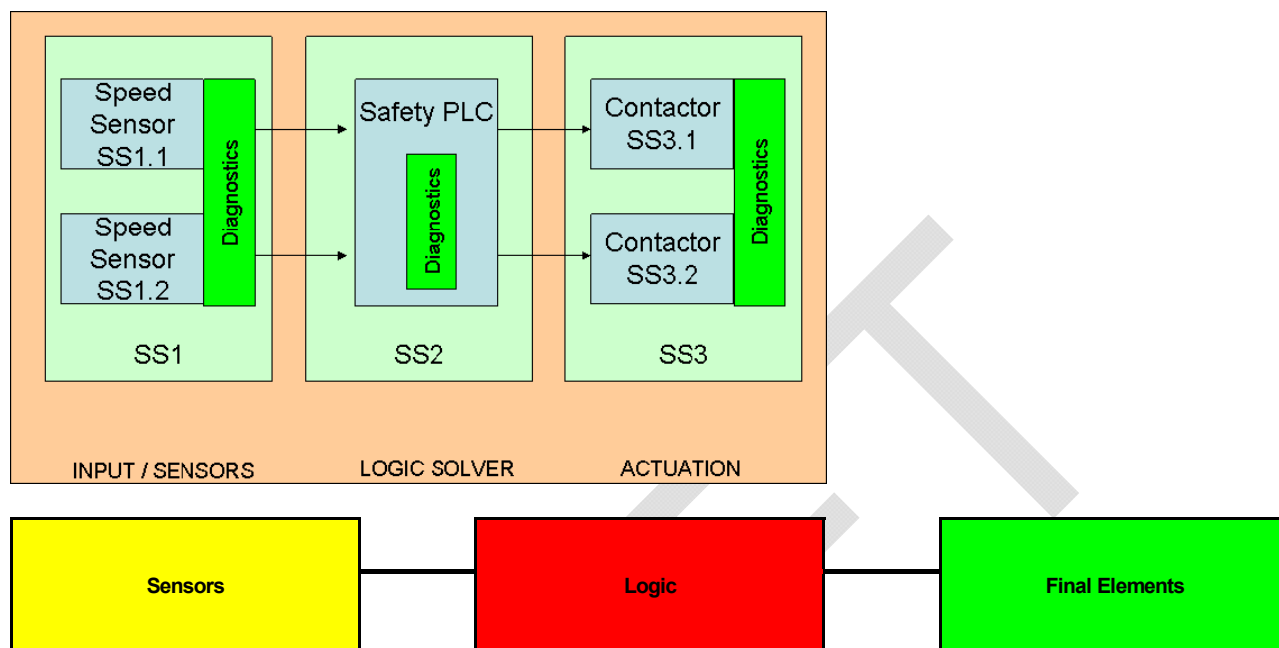 Speed
Sensor
SS1.1
Diagnostics
Speed
Sensor
SS1.2
SS1
Safety PLC
Diagnostics
SS2
Contactor
SS3.1
Diagnostics
Contactor
SS3.2
SS3
INPUT / SENSORS
LOGIC SOLVER
ACTUATION
Sensors
Logic
Final Elements